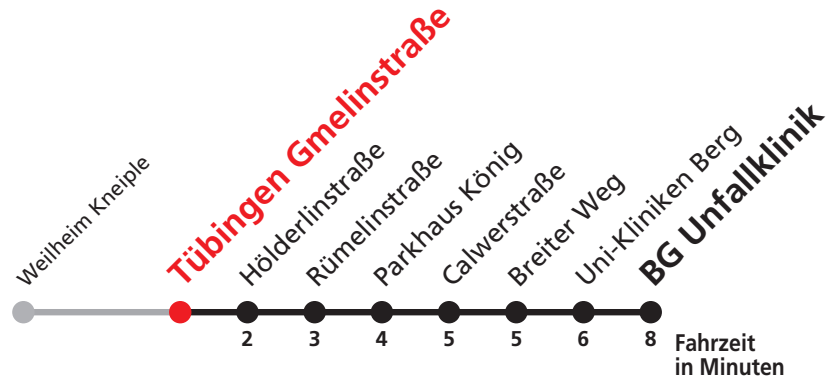 Weilheim Kneiple
Tübingen Gmelinstraße
Hölderlinstraße
Rümelinstraße
Parkhaus König
Calwerstraße
Breiter Weg
Uni-Kliniken Berg
BG Unfallklinik
2 3 4 5 5 6 8
Fahrzeit
in Minuten